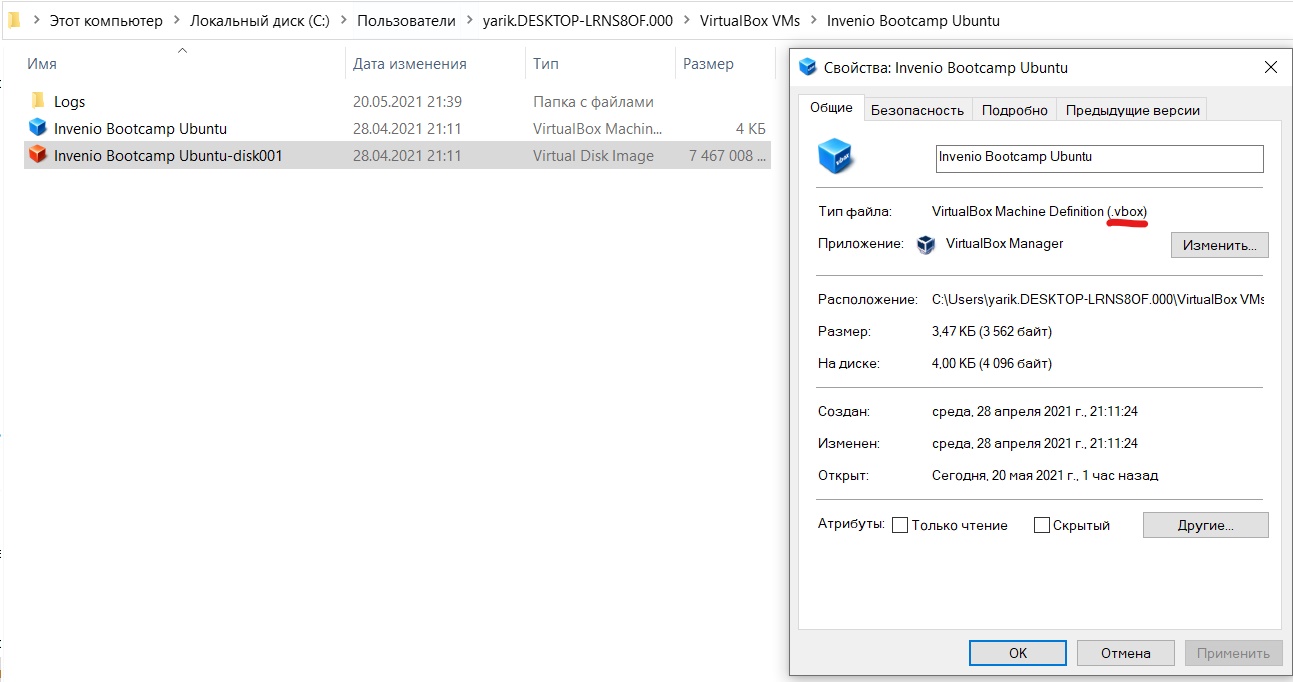 Этот компьютер > Локальный диск (C:) > Пользователи > yarik.DESKTOP-LRNS8OF.000 > VirtualBox VMs > Invenio Bootcamp Ubuntu
Имя Дата изменения Тип Размер
Logs 20.05.2021 21:39 Папка с файлами
Invenio Bootcamp Ubuntu 28.04.2021 21:11 VirtualBox Machin... 4 КБ
Invenio Bootcamp Ubuntu-disk001 28.04.2021 21:11 Virtual Disk Image 7 467 008 ...
Свойства: Invenio Bootcamp Ubuntu
Общие Безопасность Подробно Предыдущие версии
vbox
Invenio Bootcamp Ubuntu
Тип файла: VirtualBox Machine Definition (.vbox)
Приложение: VirtualBox Manager Изменить...
Расположение: C:\Users\yarik.DESKTOP-LRNS8OF.000\VirtualBox VMs
Размер: 3,47 КБ (3 562 байт)
На диске: 4,00 КБ (4 096 байт)
Создан: среда, 28 апреля 2021 г., 21:11:24
Изменен: среда, 28 апреля 2021 г., 21:11:24
Открыт: Сегодня, 20 мая 2021 г., 1 час назад
Атрибуты: Только чтение Скрытый Другие...
ОК Отмена Применить